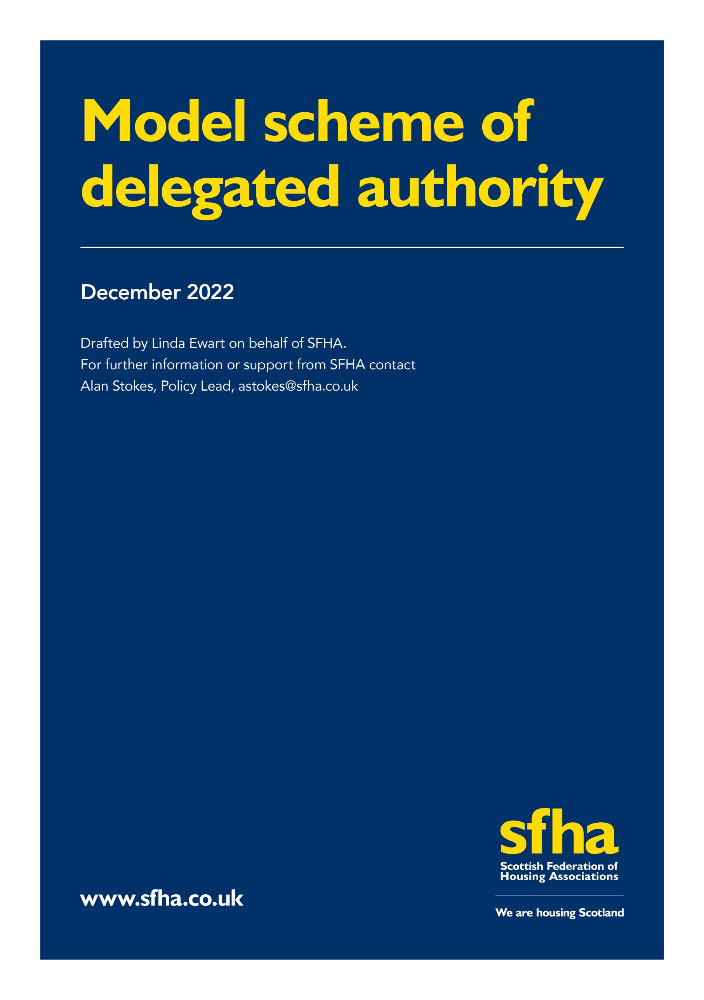 Model scheme of
delegated authority
December 2022
Drafted by Linda Ewart on behalf of SFHA.
For further information or support from SFHA contact
Alan Stokes, Policy Lead, astokes@sfha.co.uk
sfha
Scottish Federation of
Housing Associations
www.sfha.co.uk
We are housing Scotland